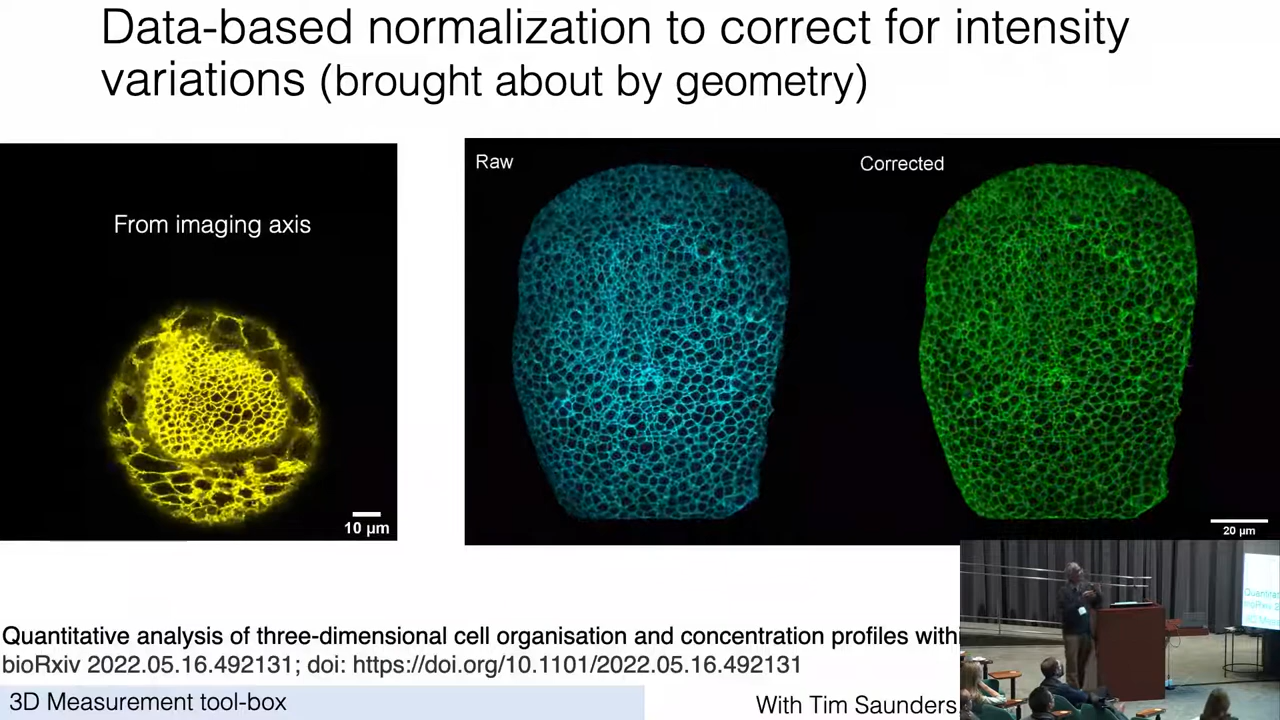 Data-based normalization to correct for intensity
variations (brought about by geometry)
From imaging axis
10 µm
Raw
Corrected
20 µm
Quantitative analysis of three-dimensional cell organisation and concentration profiles with
bioRxiv 2022.05.16.492131; doi: https://doi.org/10.1101/2022.05.16.492131
3D Measurement tool-box
With Tim Saunders